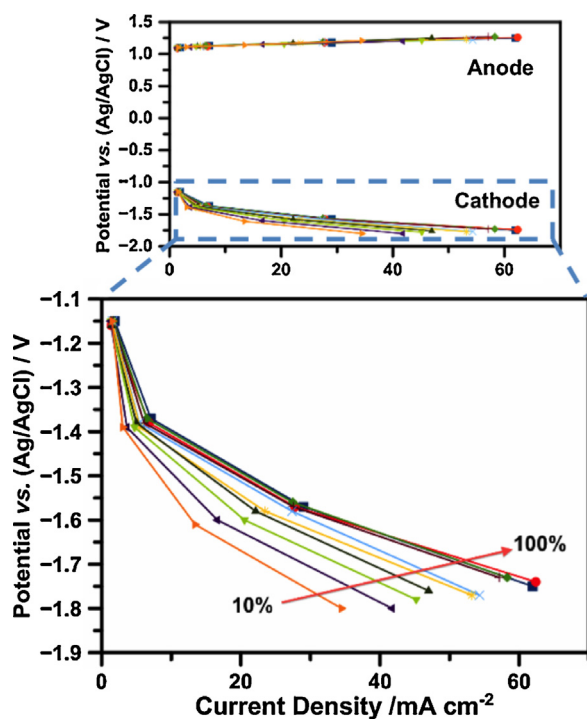 Potential vs. (Ag/AgCl) / V
1.5
1.0
0.5
0.0
−0.5
−1.0
−1.5
−2.0
Anode
Cathode
0 20 40 60
Potential vs. (Ag/AgCl) / V
−1.1
−1.2
−1.3
−1.4
−1.5
−1.6
−1.7
−1.8
−1.9
100%
10%
0 10 20 30 40 50 60
Current Density /mA cm⁻²